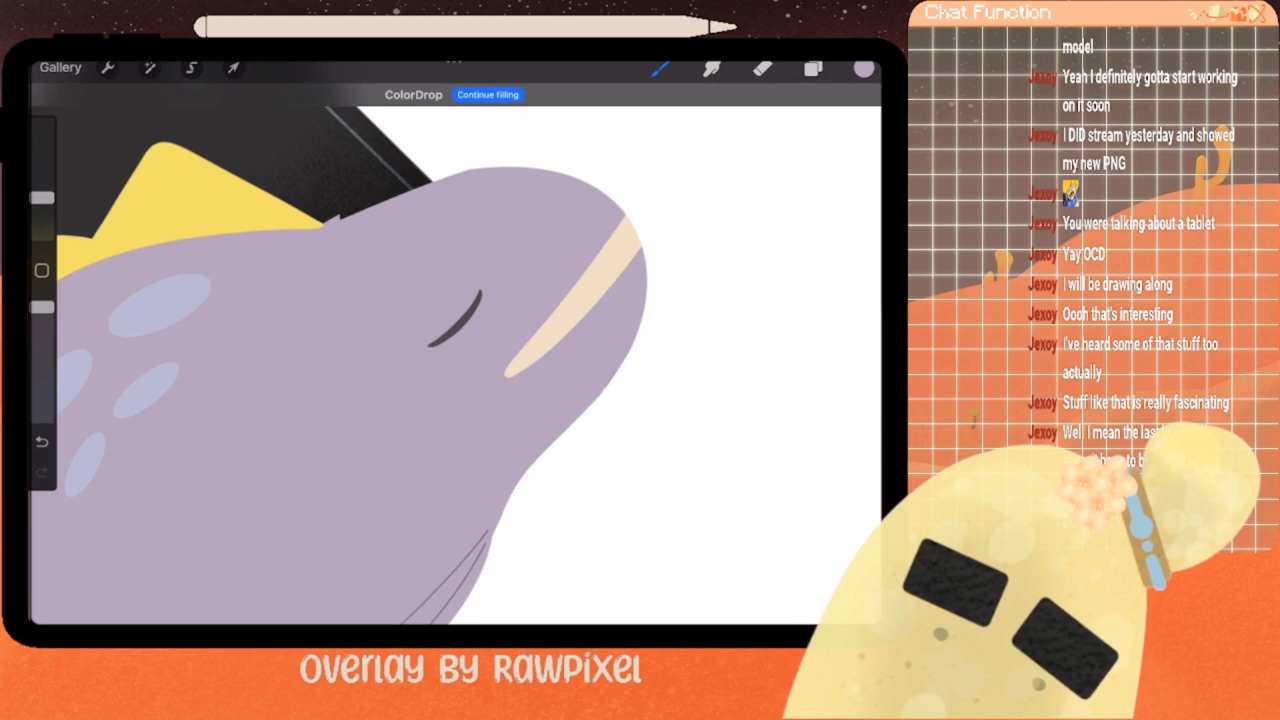 Chat Function
Gallery
ColorDrop Continue filling
model
Jexoy Yeah I definitely gotta start working
on it soon
Jexoy I DID stream yesterday and showed
my new PNG
Jexoy
Jexoy You were talking about a tablet
Jexoy Yay OCD
Jexoy I will be drawing along
Jexoy Oooh that's interesting
Jexoy I've heard some of that stuff too
actually
Jexoy Stuff like that is really fascinating
Jexoy Well I mean the last
to b
OVERLAY BY RAWPIXEL